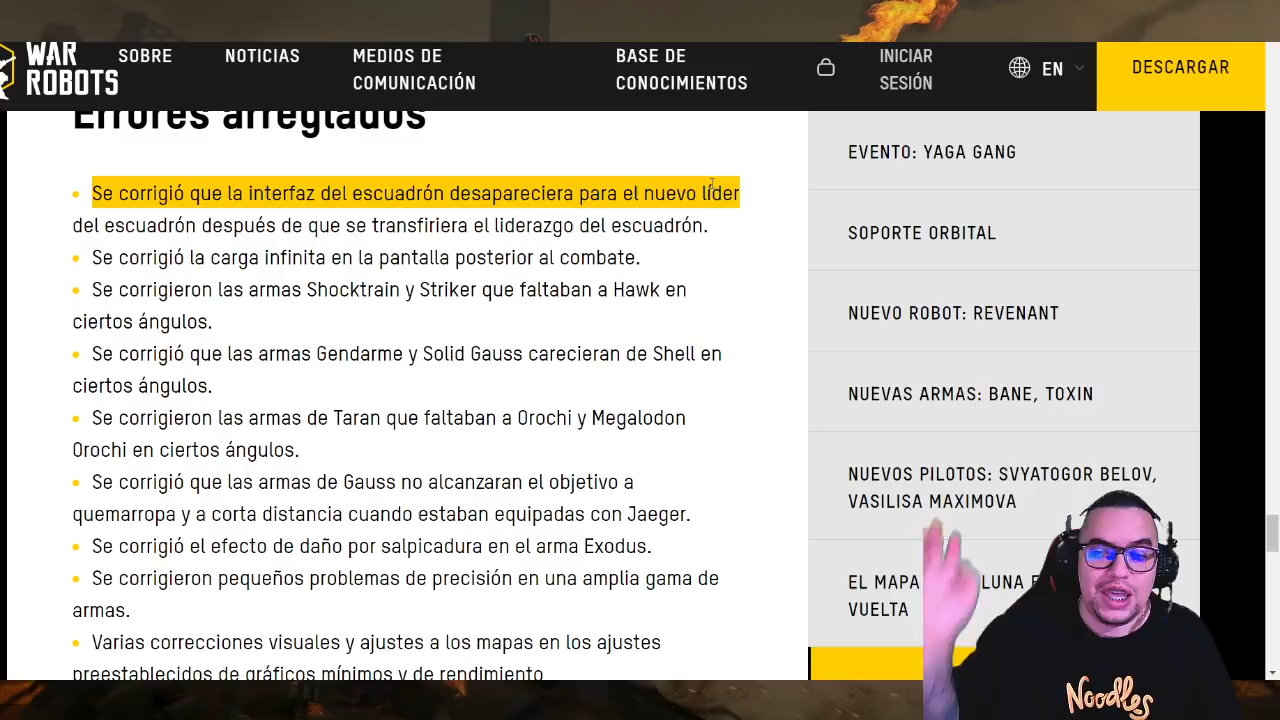 WAR
ROBOTS
SOBRE
NOTICIAS
MEDIOS DE
COMUNICACIÓN
BASE DE
CONOCIMIENTOS
INICIAR
SESIÓN
EN
DESCARGAR
Errores arreglados
Se corrigió que la interfaz del escuadrón desapareciera para el nuevo líder
del escuadrón después de que se transfiriera el liderazgo del escuadrón.
Se corrigió la carga infinita en la pantalla posterior al combate.
Se corrigieron las armas Shocktrain y Striker que faltaban a Hawk en
ciertos ángulos.
Se corrigió que las armas Gendarme y Solid Gauss carecieran de Shell en
ciertos ángulos.
Se corrigieron las armas de Taran que faltaban a Orochi y Megalodon
Orochi en ciertos ángulos.
Se corrigió que las armas de Gauss no alcanzaran el objetivo a
quemarropa y a corta distancia cuando estaban equipadas con Jaeger.
Se corrigió el efecto de daño por salpicadura en el arma Exodus.
Se corrigieron pequeños problemas de precisión en una amplia gama de
armas.
Varias correcciones visuales y ajustes a los mapas en los ajustes
preestablecidos de gráficos mínimos y de rendimiento
EVENTO: YAGA GANG
SOPORTE ORBITAL
NUEVO ROBOT: REVENANT
NUEVAS ARMAS: BANE, TOXIN
NUEVOS PILOTOS: SVYATOGOR BELOV,
VASILISA MAXIMOVA
EL MAPA LUNA
VUELTA
Noodles